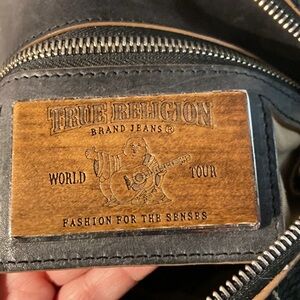 TRUE RELIGION
BRAND JEANS®
WORLD TOUR
FASHION FOR THE SENSES